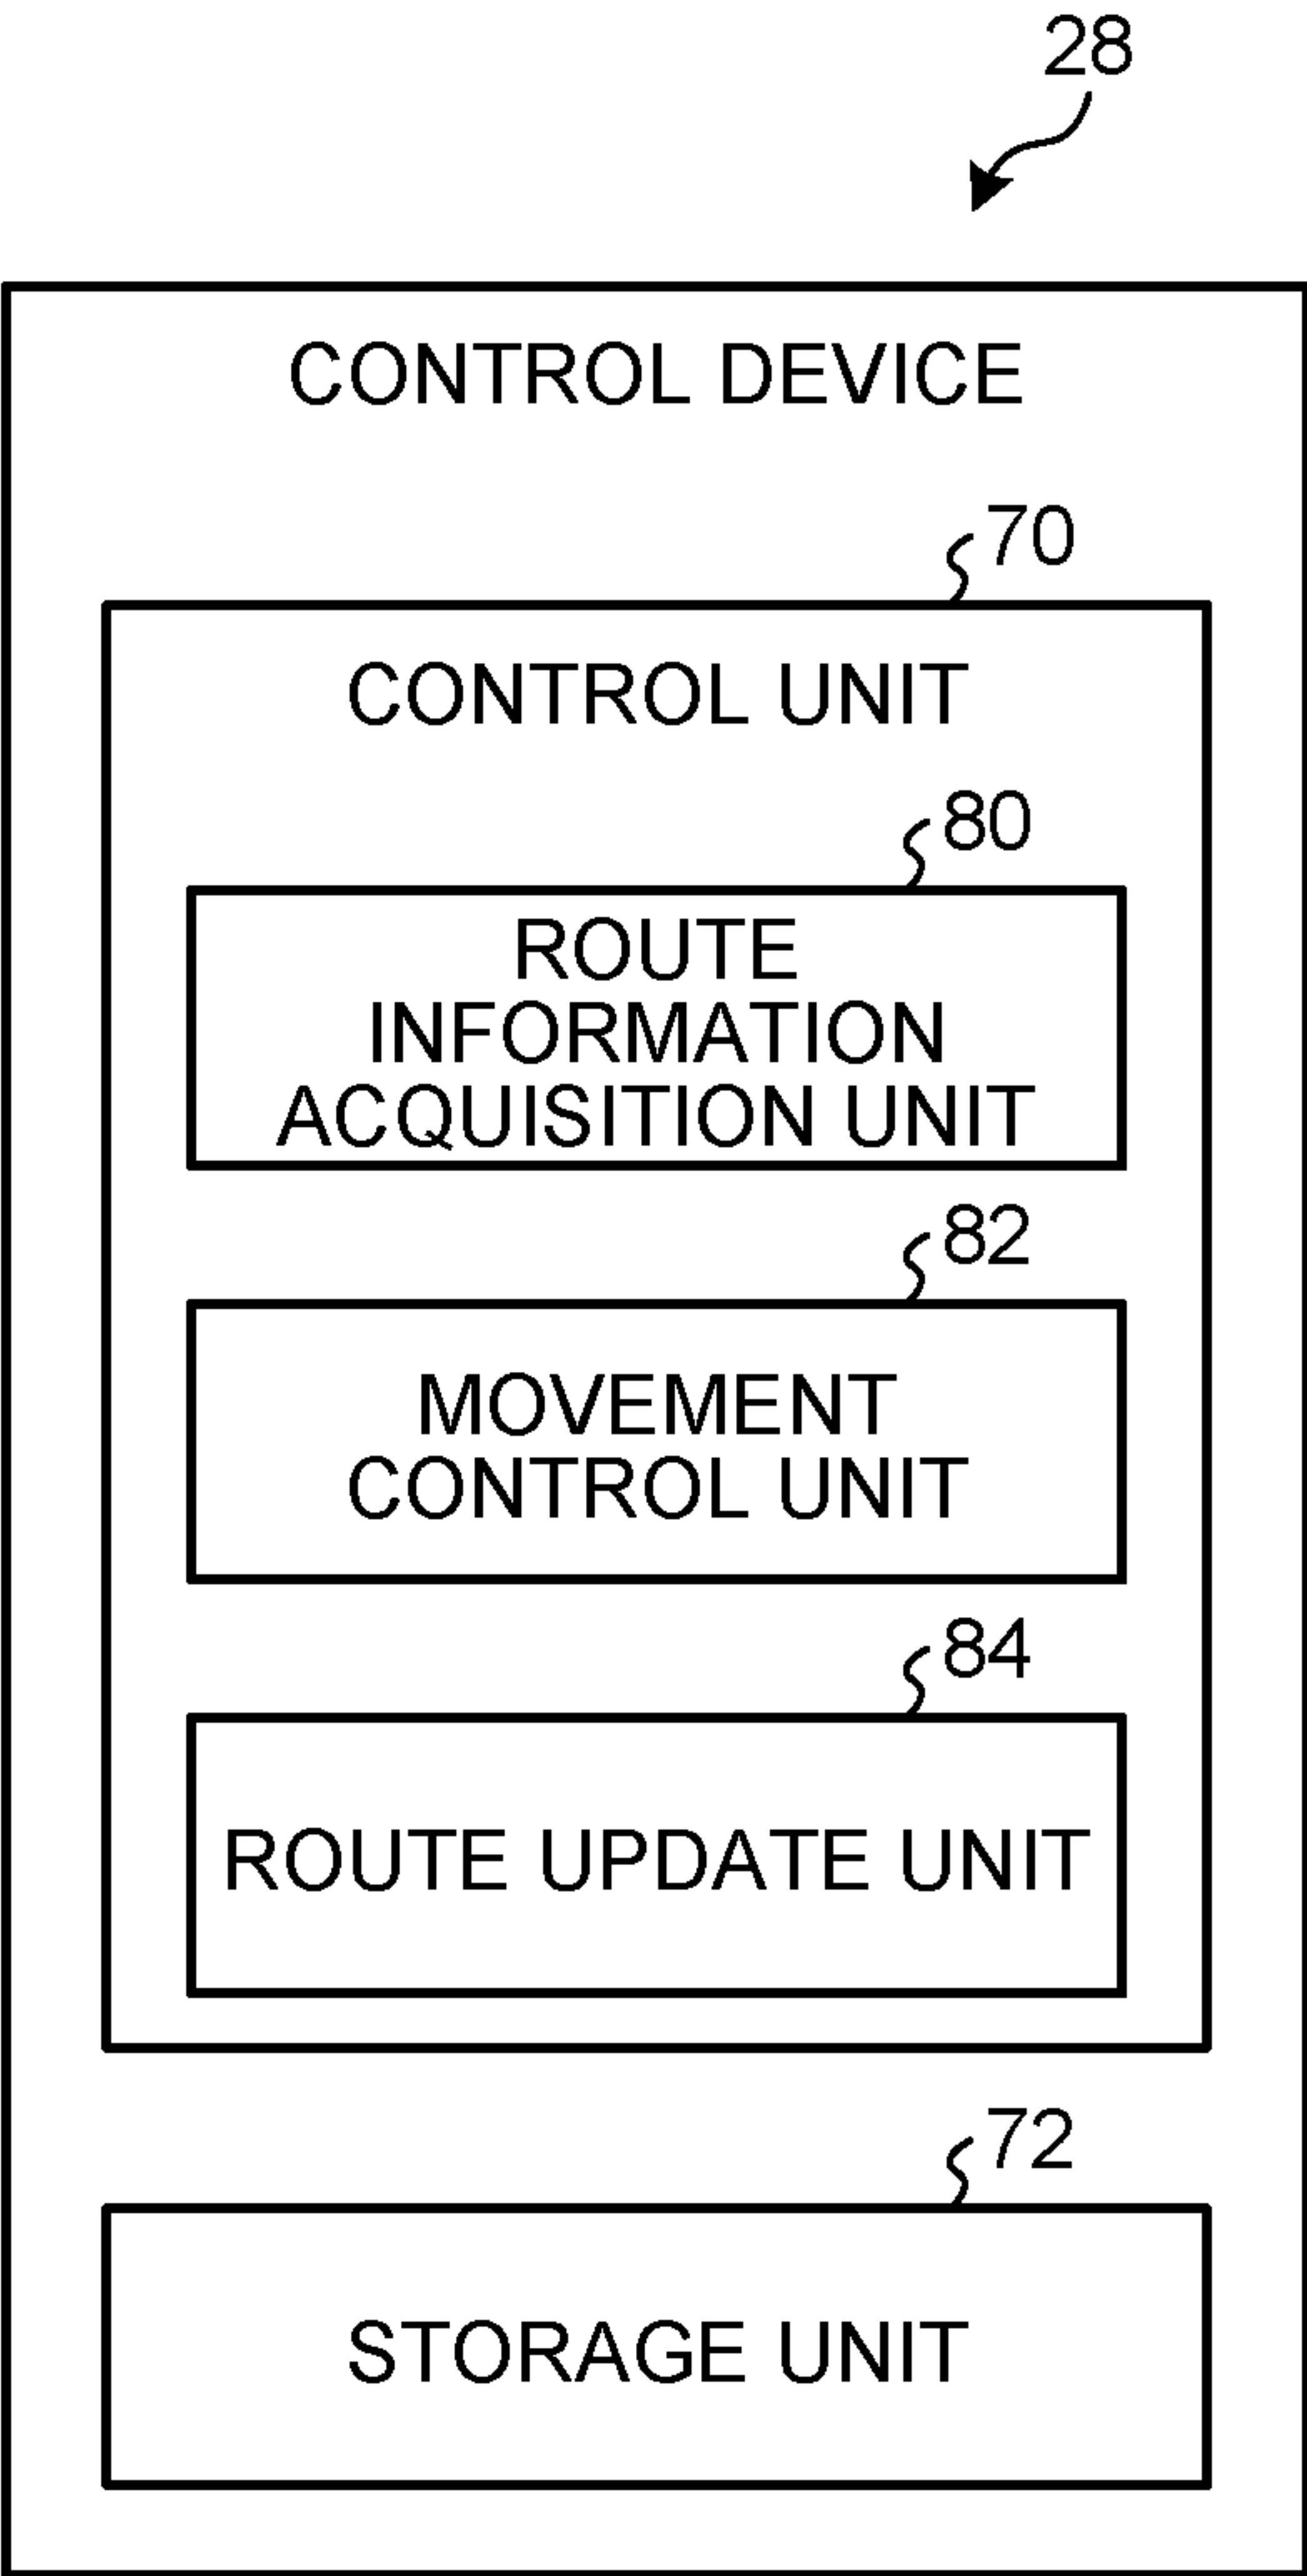 28
CONTROL DEVICE
70
CONTROL UNIT
80
ROUTE
INFORMATION
ACQUISITION UNIT
82
MOVEMENT
CONTROL UNIT
84
ROUTE UPDATE UNIT
72
STORAGE UNIT